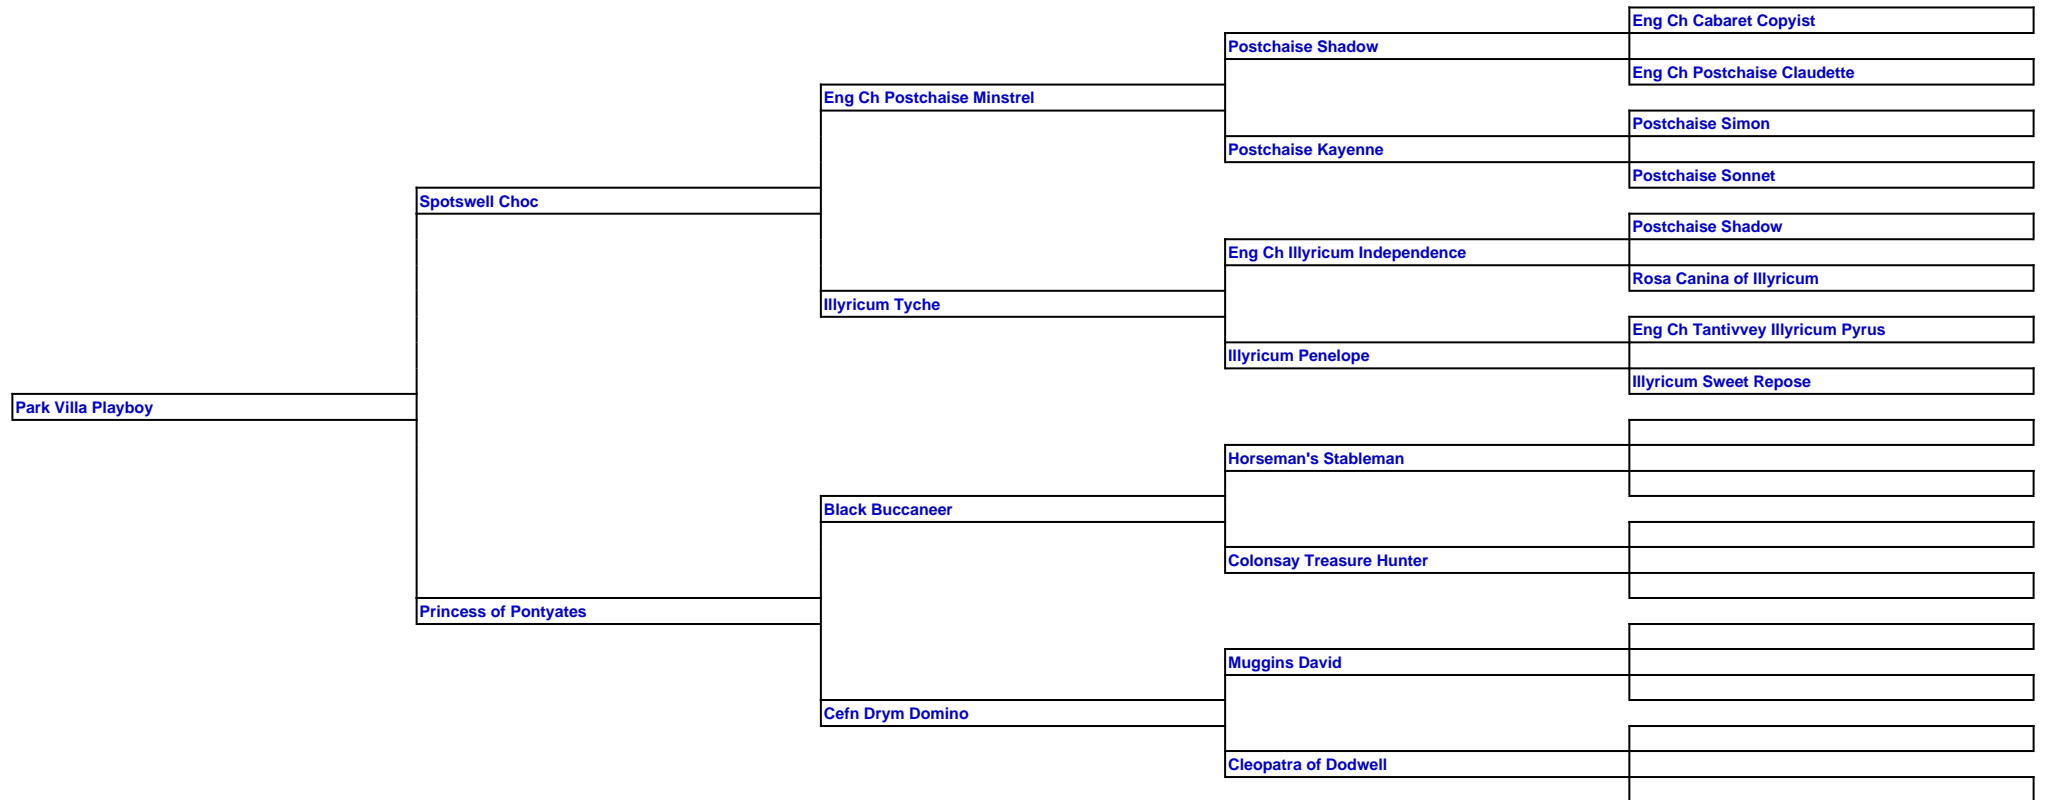 Eng Ch Cabaret Copyist
Postchaise Shadow
Eng Ch Postchaise Claudette
Eng Ch Postchaise Minstrel
Postchaise Simon
Postchaise Kayenne
Postchaise Sonnet
Spotswell Choc
Postchaise Shadow
Eng Ch Illyricum Independence
Rosa Canina of Illyricum
Illyricum Tyche
Eng Ch Tantivvey Illyricum Pyrus
Illyricum Penelope
Illyricum Sweet Repose
Park Villa Playboy
Horseman's Stableman
Black Buccaneer
Colonsay Treasure Hunter
Princess of Pontyates
Muggins David
Cefn Drym Domino
Cleopatra of Dodwell